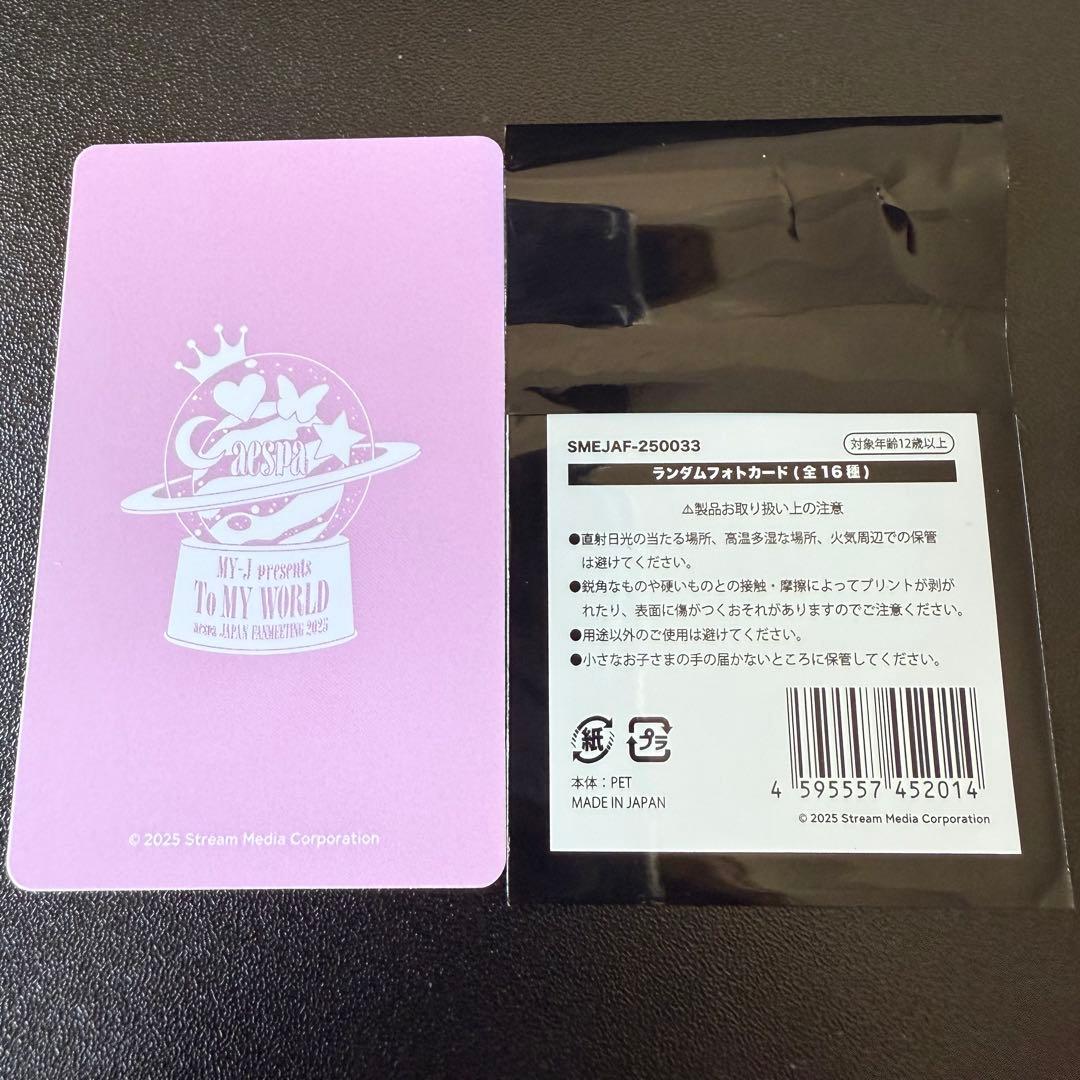 aespa
MY-J presents
To MY WORLD
aespa JAPAN FANMEETING 2025
© 2025 Stream Media Corporation
SMEJAF-250033
対象年齢12歳以上
ランダムフォトカード(全16種)
⚠製品お取り扱い上の注意
●直射日光の当たる場所、高温多湿な場所、火気周辺での保管
は避けてください。
●鋭角なものや硬いものとの接触・摩擦によってプリントが剥が
れたり、表面に傷がつくおそれがありますのでご注意ください。
●用途以外のご使用は避けてください。
●小さなお子さまの手の届かないところに保管してください。
紙
プラ
本体:PET
MADE IN JAPAN
4 595557 452014
© 2025 Stream Media Corporation